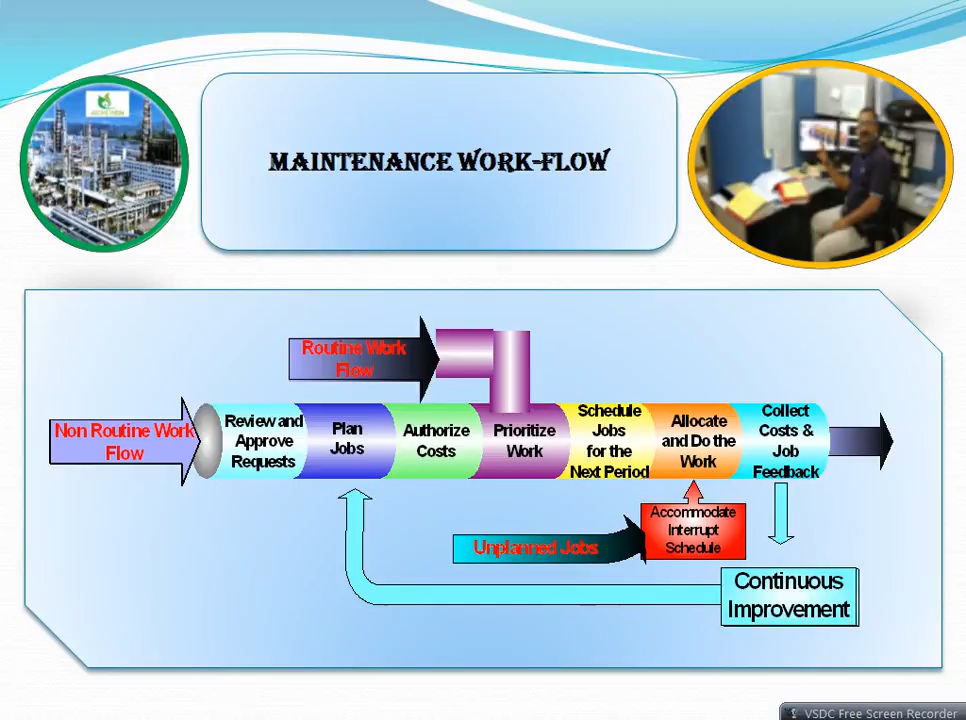 MAINTENANCE WORK-FLOW
Routine Work
Flow
Non Routine Work
Flow
Review and
Approve
Requests
Plan
Jobs
Authorize
Costs
Prioritize
Work
Schedule
Jobs
for the
Next Period
Allocate
and Do the
Work
Collect
Costs &
Job
Feedback
Unplanned Jobs
Accommodate
Interrupt
Schedule
Continuous
Improvement
VSDC Free Screen Recorder